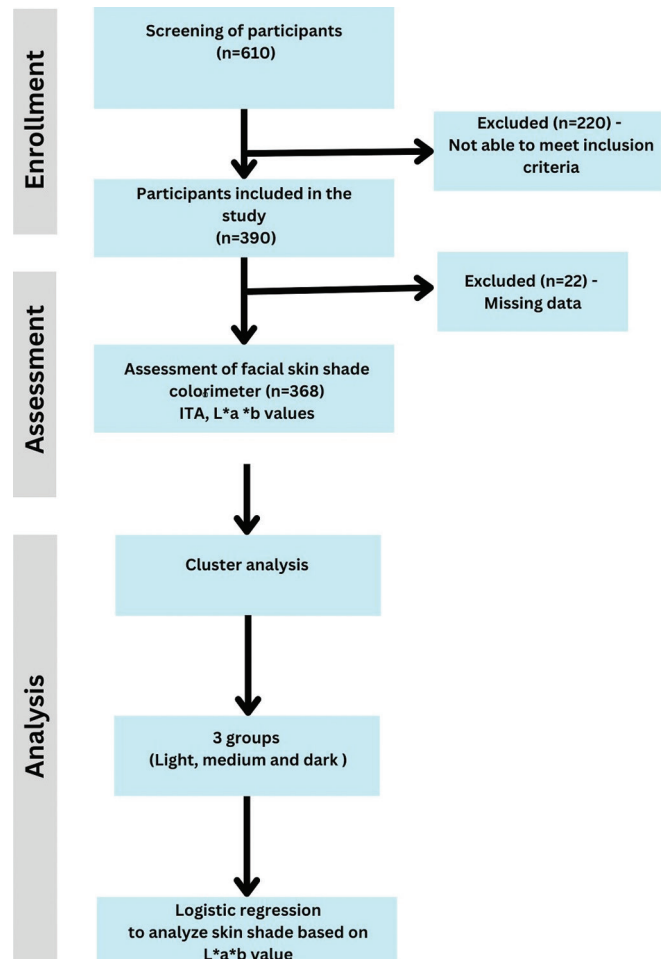 Enrollment
Screening of participants
(n=610)
Excluded (n=220) -
Not able to meet inclusion
criteria
Participants included in the
study
(n=390)
Assessment
Excluded (n=22) -
Missing data
Assessment of facial skin shade
colorimeter (n=368)
ITA, L*a *b values
Analysis
Cluster analysis
3 groups
(Light, medium and dark )
Logistic regression
to analyze skin shade based on
L*a*b value